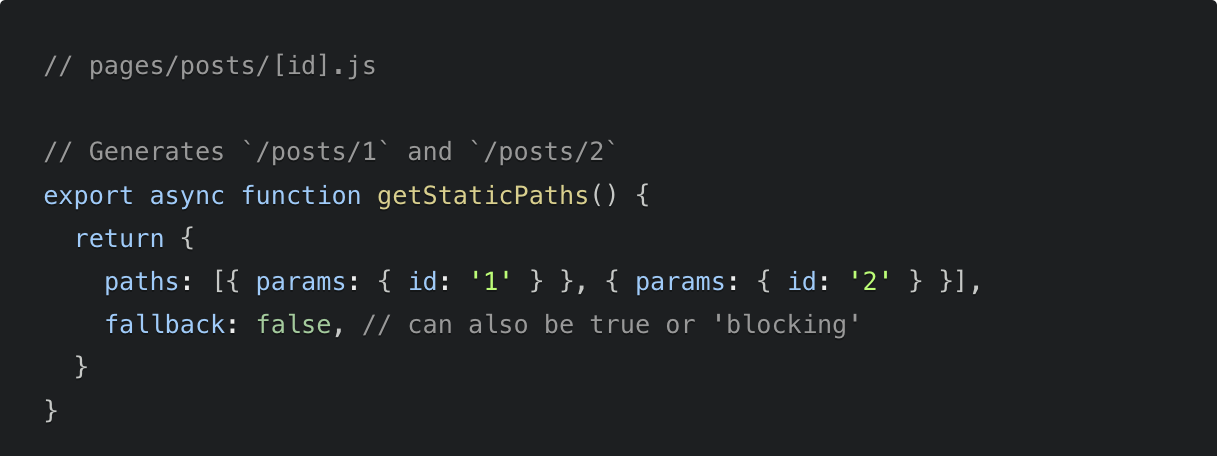 // pages/posts/[id].js
// Generates `/posts/1` and `/posts/2`
export async function getStaticPaths() {
return {
paths: [{ params: { id: '1' } }, { params: { id: '2' } }],
fallback: false, // can also be true or 'blocking'
}
}